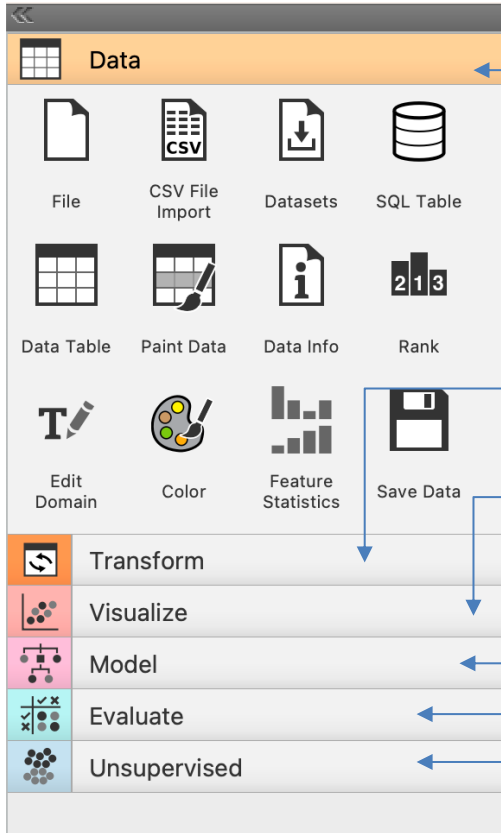 Data
CSV
File
CSV File
Import
Datasets
SQL Table
2 1 3
Data Table
Paint Data
Data Info
Rank
T
Edit
Domain
Color
Feature
Statistics
Save Data
Transform
Visualize
Model
Evaluate
Unsupervised